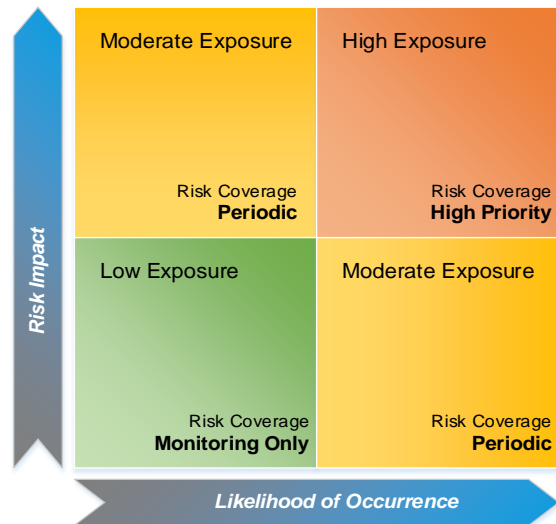 Moderate Exposure
High Exposure
Risk Coverage
Periodic
Risk Coverage
High Priority
Risk Impact
Low Exposure
Moderate Exposure
Risk Coverage
Monitoring Only
Risk Coverage
Periodic
Likelihood of Occurrence